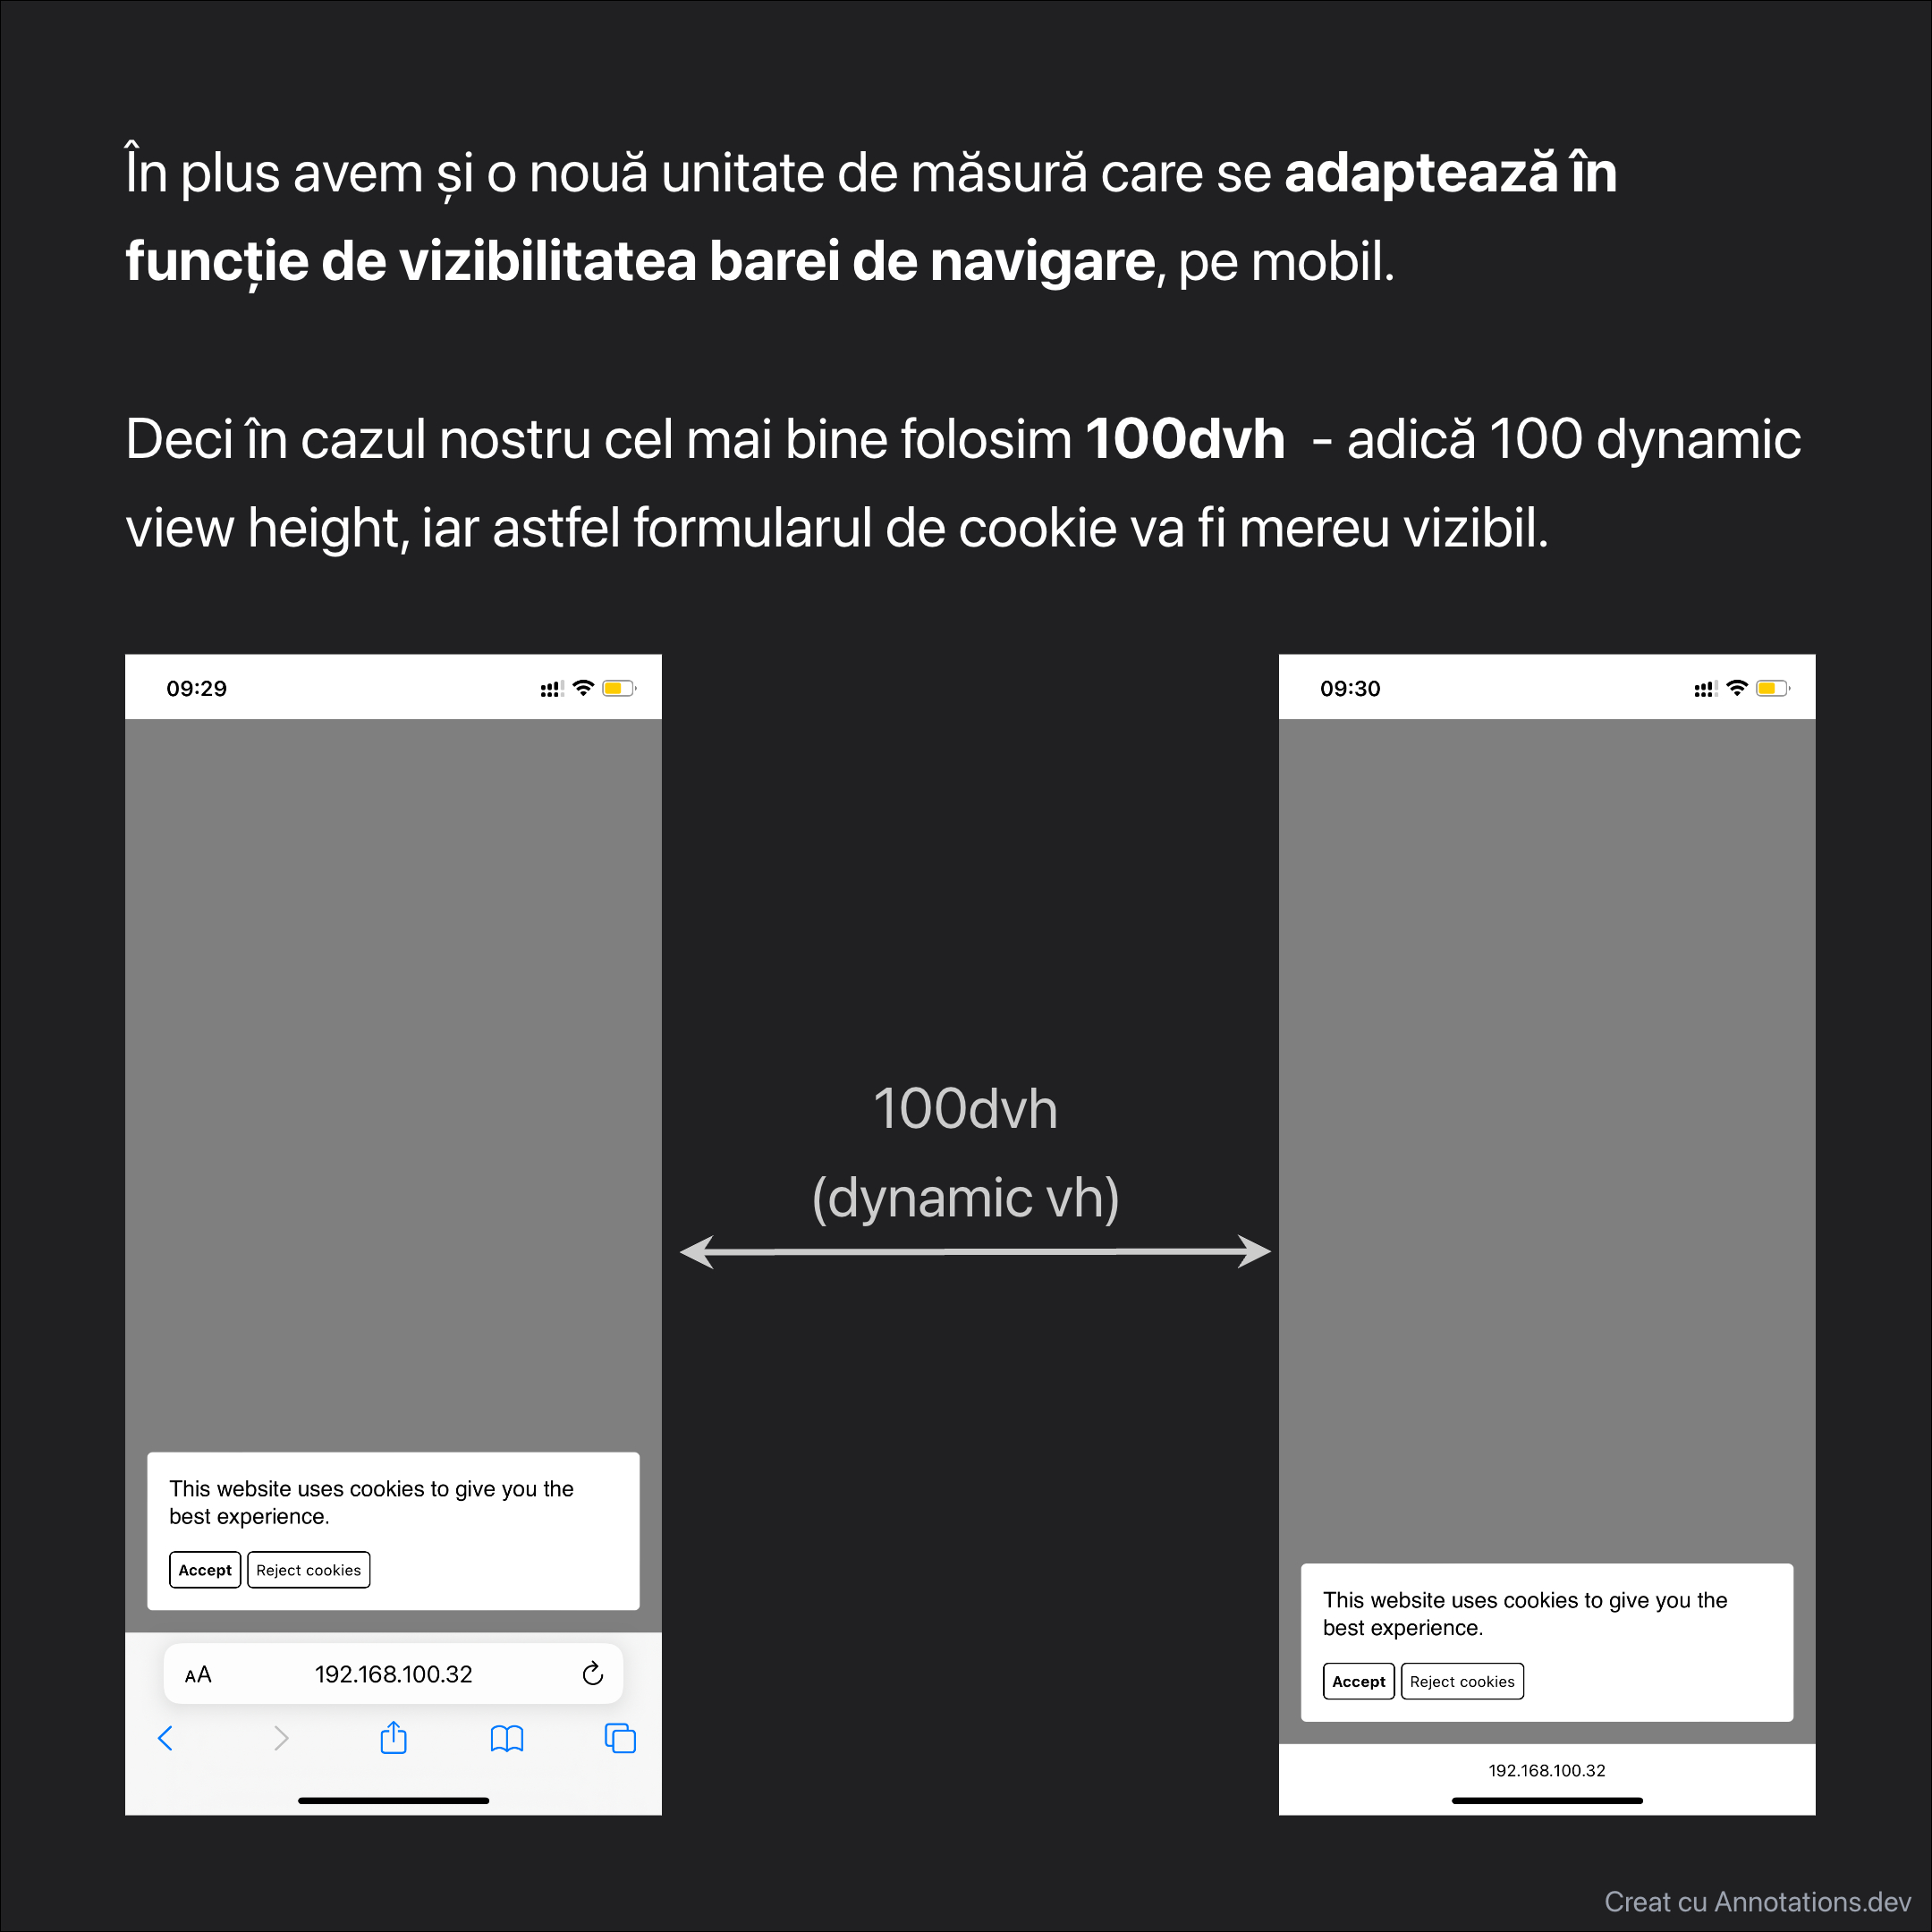 În plus avem și o nouă unitate de măsură care se adaptează în
funcție de vizibilitatea barei de navigare, pe mobil.
Deci în cazul nostru cel mai bine folosim 100dvh - adică 100 dynamic
view height, iar astfel formularul de cookie va fi mereu vizibil.
09:29
This website uses cookies to give you the
best experience.
Accept Reject cookies
AA 192.168.100.32
100dvh
(dynamic vh)
09:30
This website uses cookies to give you the
best experience.
Accept Reject cookies
192.168.100.32
Creat cu Annotations.dev